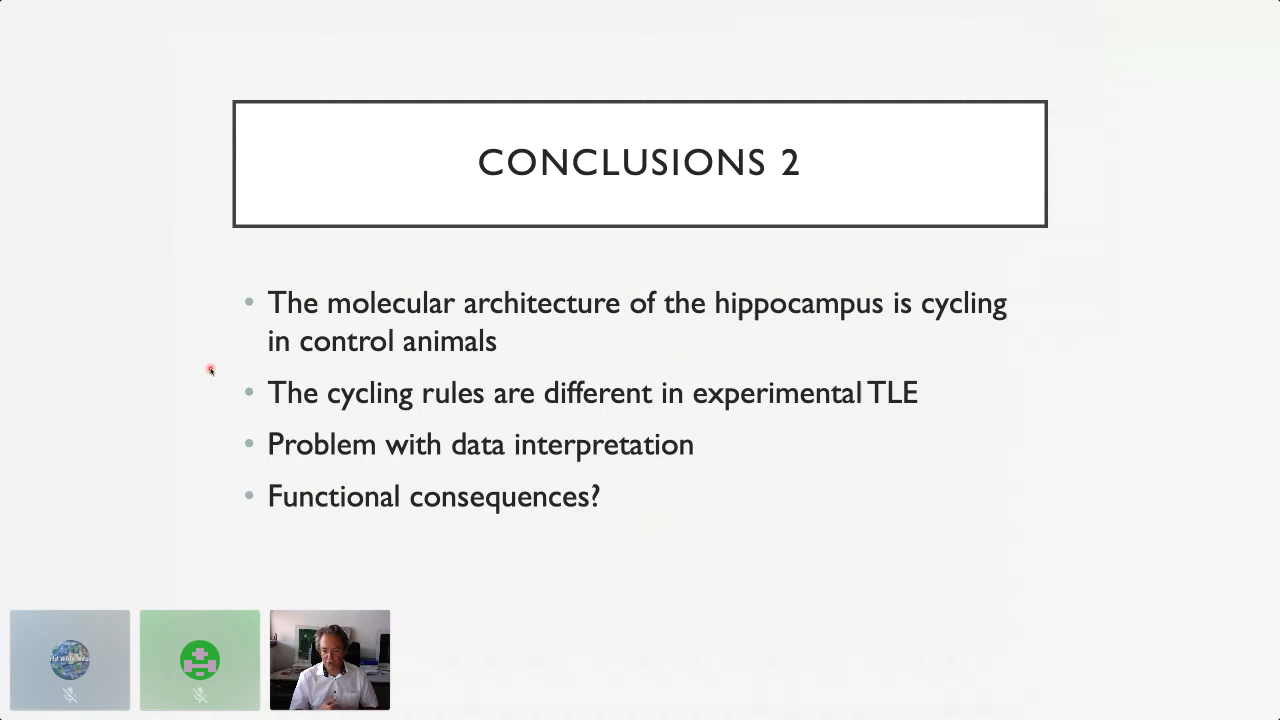 CONCLUSIONS 2
• The molecular architecture of the hippocampus is cycling
in control animals
• The cycling rules are different in experimental TLE
• Problem with data interpretation
• Functional consequences?